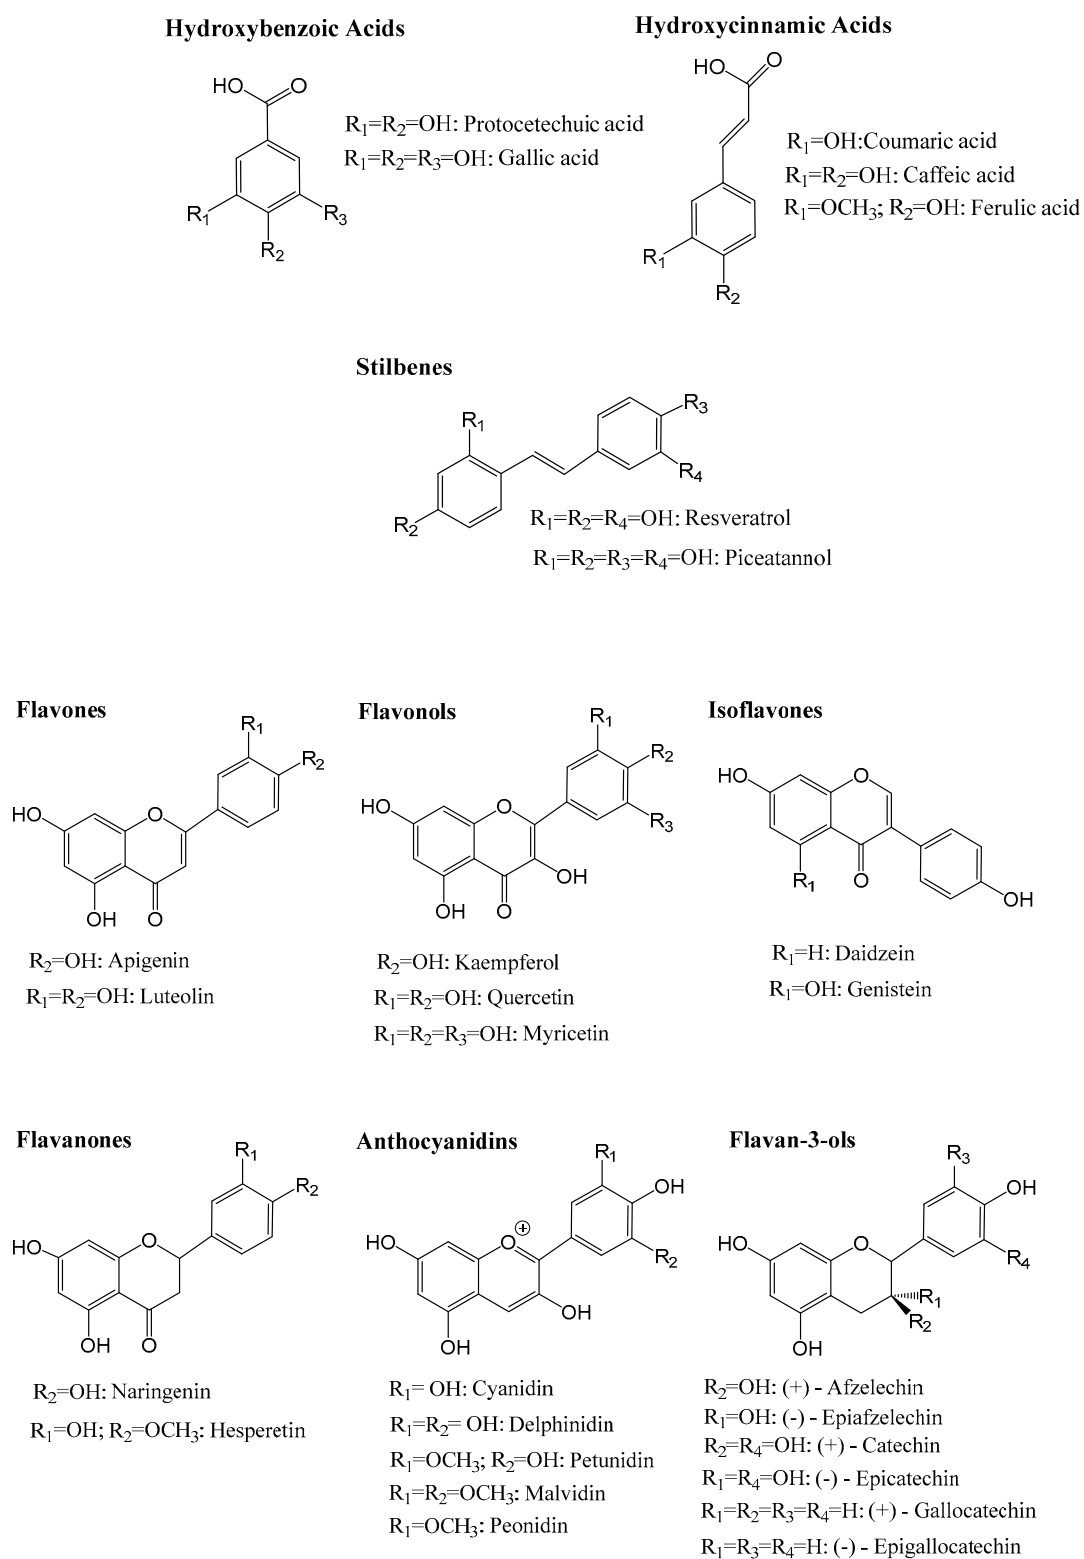 Hydroxybenzoic Acids
HO
O
R₁
R₂
R₃
R₁=R₂=OH: Protocetechuic acid
R₁=R₂=R₃=OH: Gallic acid
Hydroxycinnamic Acids
HO
O
R₁
R₂
R₁=OH:Coumaric acid
R₁=R₂=OH: Caffeic acid
R₁=OCH₃; R₂=OH: Ferulic acid
Stilbenes
R₁
R₂
R₃
R₄
R₁=R₂=R₄=OH: Resveratrol
R₁=R₂=R₃=R₄=OH: Piceatannol
Flavones
R₁
R₂
HO
O
OH
O
R₂=OH: Apigenin
R₁=R₂=OH: Luteolin
Flavonols
R₁
R₂
HO
O
R₃
OH
OH
O
R₂=OH: Kaempferol
R₁=R₂=OH: Quercetin
R₁=R₂=R₃=OH: Myricetin
Isoflavones
HO
O
R₁
O
OH
R₁=H: Daidzein
R₁=OH: Genistein
Flavanones
R₁
R₂
HO
O
OH
O
R₂=OH: Naringenin
R₁=OH; R₂=OCH₃: Hesperetin
Anthocyanidins
R₁
OH
HO
O
+
R₂
OH
OH
R₁= OH: Cyanidin
R₁=R₂= OH: Delphinidin
R₁=OCH₃; R₂=OH: Petunidin
R₁=R₂=OCH₃: Malvidin
R₁=OCH₃: Peonidin
Flavan-3-ols
R₃
OH
HO
O
R₄
R₁
R₂
OH
R₂=OH: (+) - Afzelechin
R₁=OH: (-) - Epiafzelechin
R₂=R₄=OH: (+) - Catechin
R₁=R₄=OH: (-) - Epicatechin
R₁=R₂=R₃=R₄=H: (+) - Gallocatechin
R₁=R₃=R₄=H: (-) - Epigallocatechin